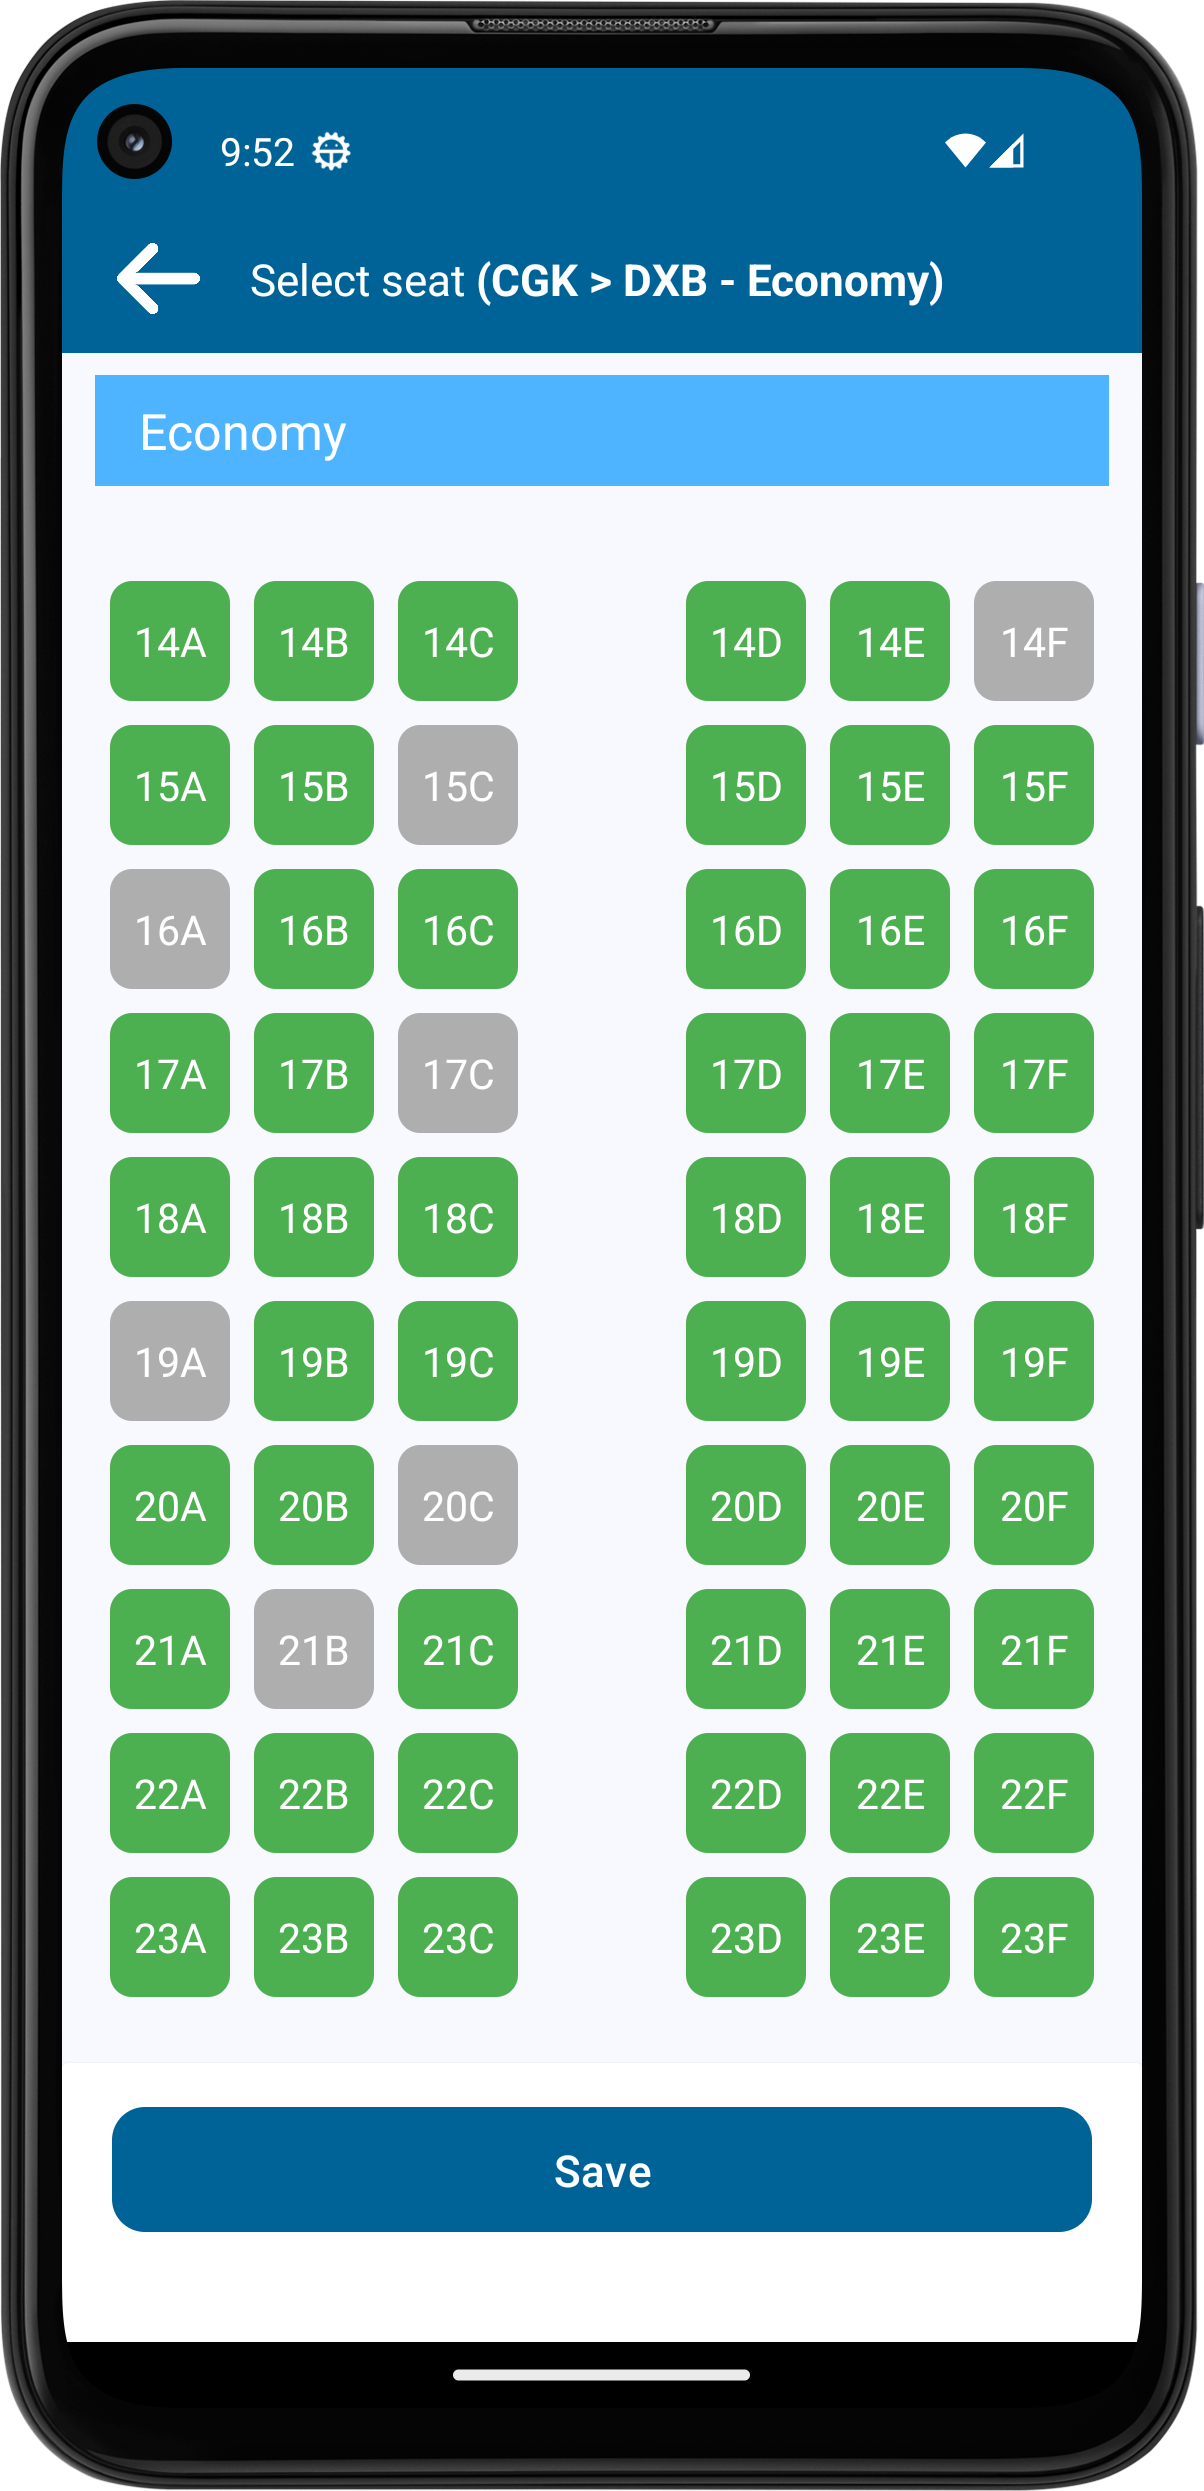 9:52
Select seat (CGK > DXB - Economy)
Economy
14A 14B 14C 14D 14E 14F
15A 15B 15C 15D 15E 15F
16A 16B 16C 16D 16E 16F
17A 17B 17C 17D 17E 17F
18A 18B 18C 18D 18E 18F
19A 19B 19C 19D 19E 19F
20A 20B 20C 20D 20E 20F
21A 21B 21C 21D 21E 21F
22A 22B 22C 22D 22E 22F
23A 23B 23C 23D 23E 23F
Save